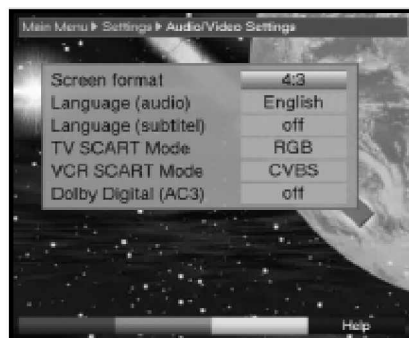 Main Menu ▶ Settings ▶ Audio/Video Settings
Screen format 4:3
Language (audio) English
Language (subtitel) off
TV SCART Mode RGB
VCR SCART Mode CVBS
Dolby Digital (AC3) off
Help